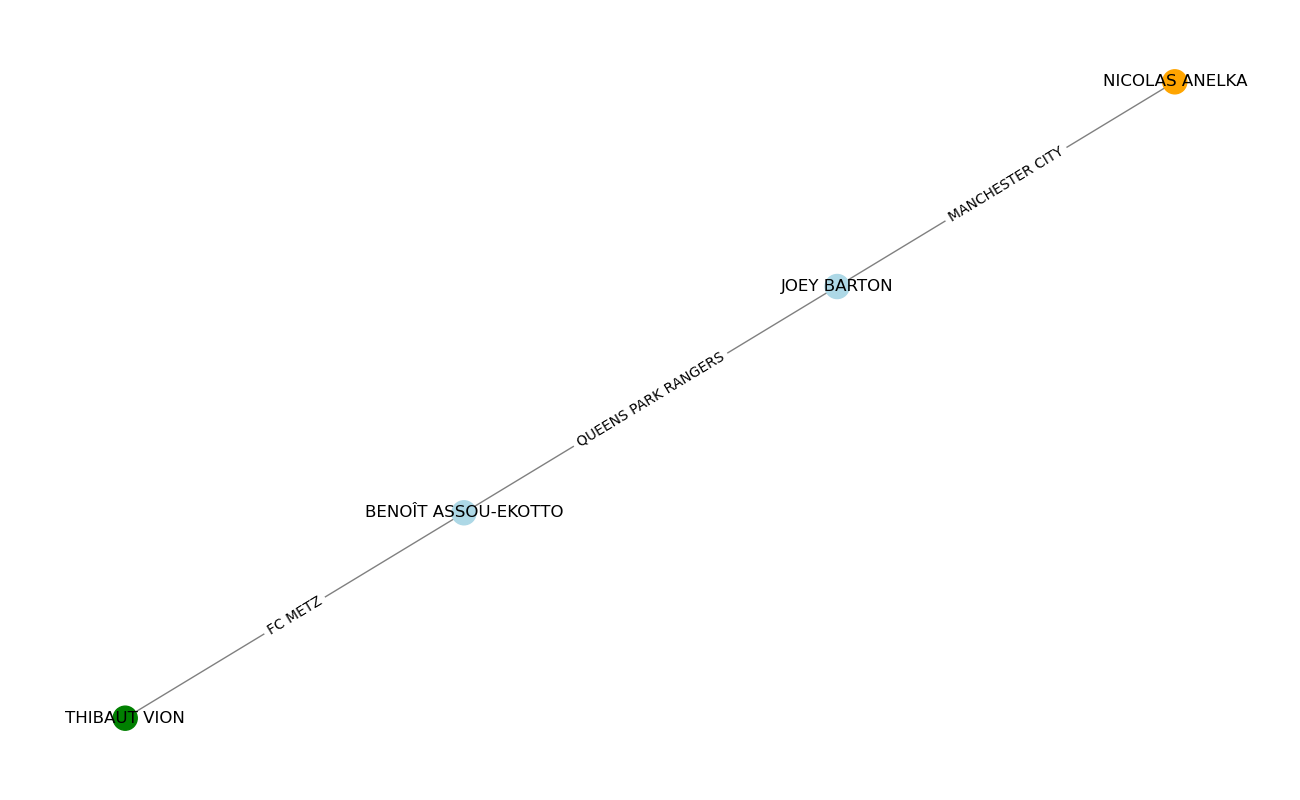 NICOLAS ANELKA
MANCHESTER CITY
JOEY BARTON
QUEENS PARK RANGERS
BENOÎT ASSOU-EKOTTO
FC METZ
THIBAUT VION